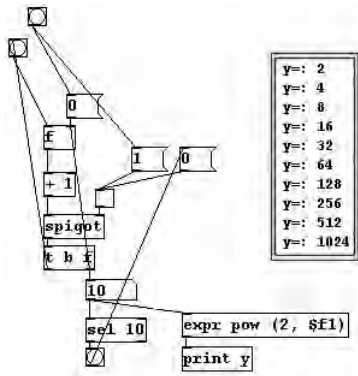 0
f
1
0
+ 1
spigot
t b f
10
sel 10
expr pow (2, $f1)
print y
y=: 2
y=: 4
y=: 8
y=: 16
y=: 32
y=: 64
y=: 128
y=: 256
y=: 512
y=: 1024